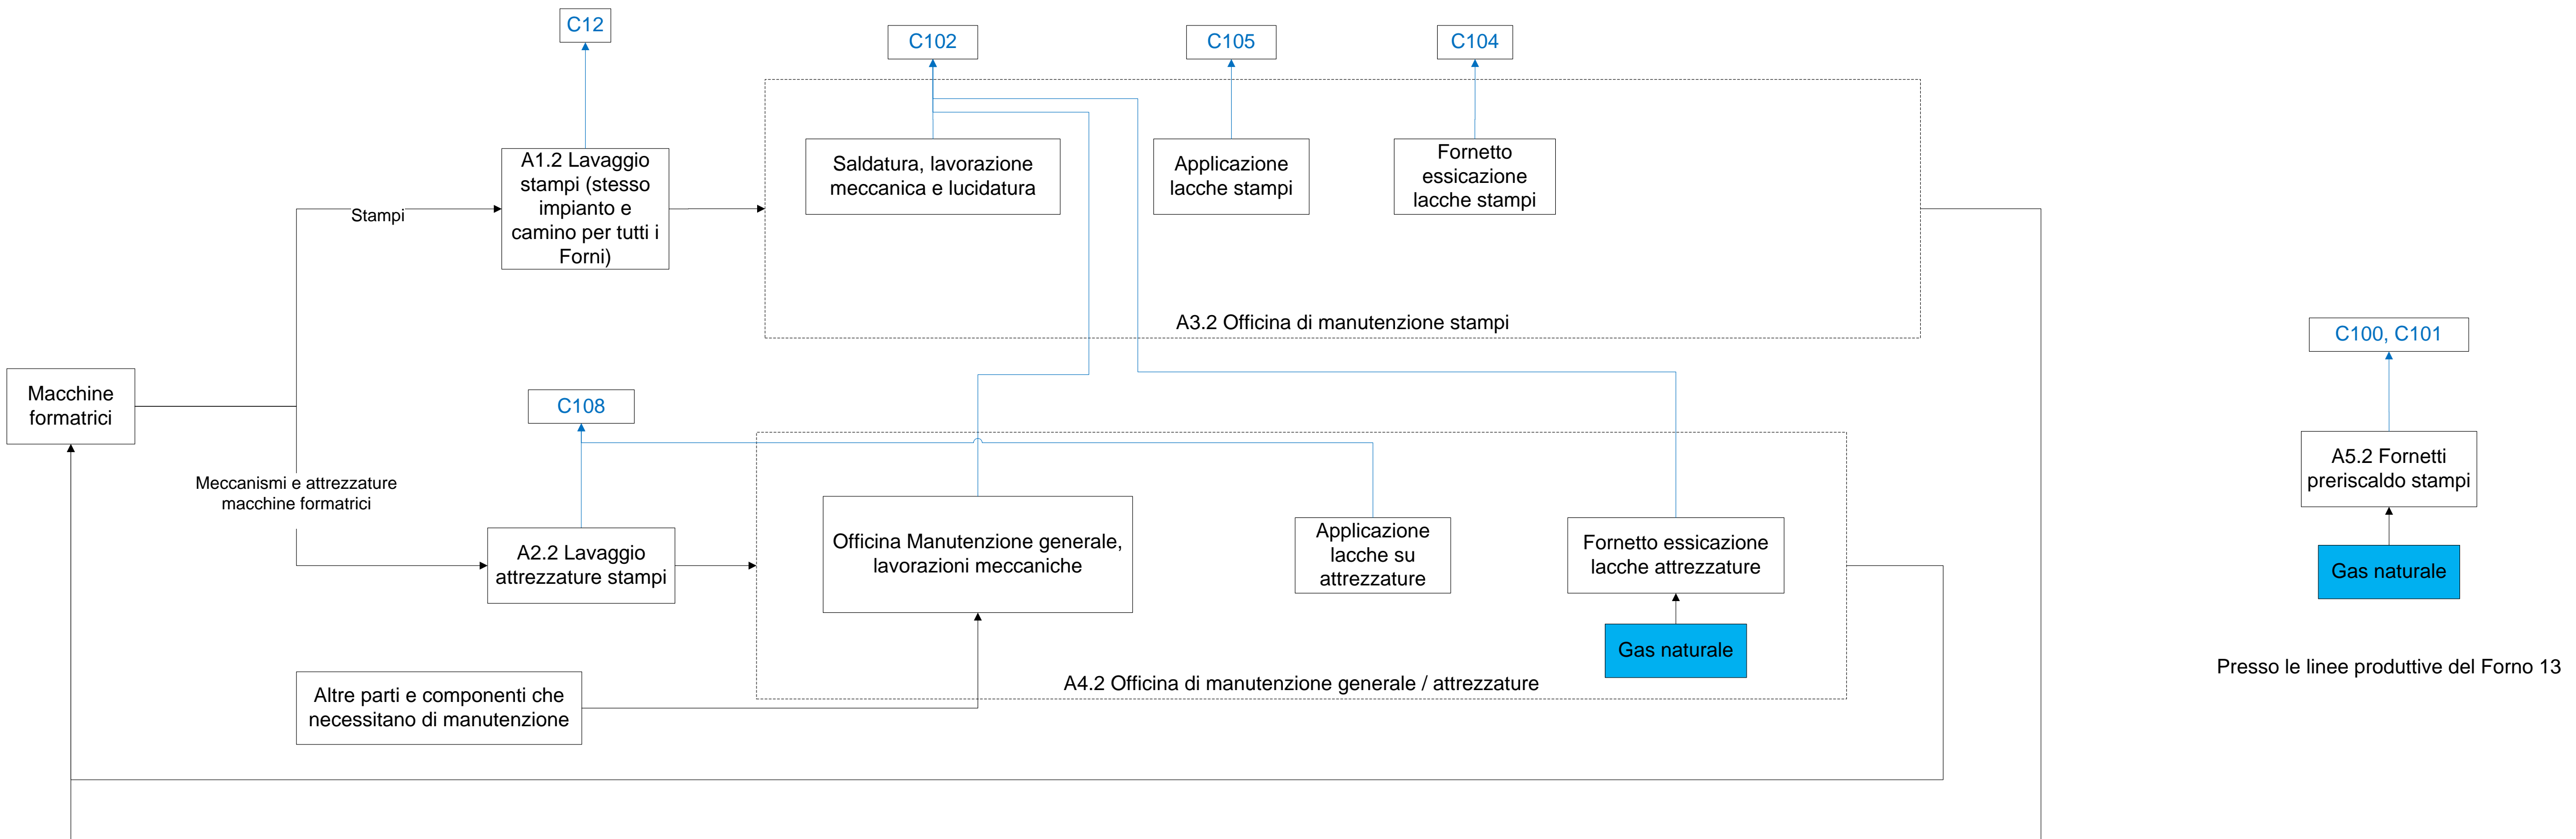 C12
C102
C105
C104
A1.2 Lavaggio
stampi (stesso
impianto e
camino per tutti i
Forni)
Saldatura, lavorazione
meccanica e lucidatura
Applicazione
lacche stampi
Fornetto
essicazione
lacche stampi
Stampi
A3.2 Officina di manutenzione stampi
C100, C101
Macchine
formatrici
C108
A5.2 Fornetti
preriscaldo stampi
Meccanismi e attrezzature
macchine formatrici
A2.2 Lavaggio
attrezzature stampi
Officina Manutenzione generale,
lavorazioni meccaniche
Applicazione
lacche su
attrezzature
Fornetto essicazione
lacche attrezzature
Gas naturale
Gas naturale
Presso le linee produttive del Forno 13
A4.2 Officina di manutenzione generale / attrezzature
Altre parti e componenti che
necessitano di manutenzione